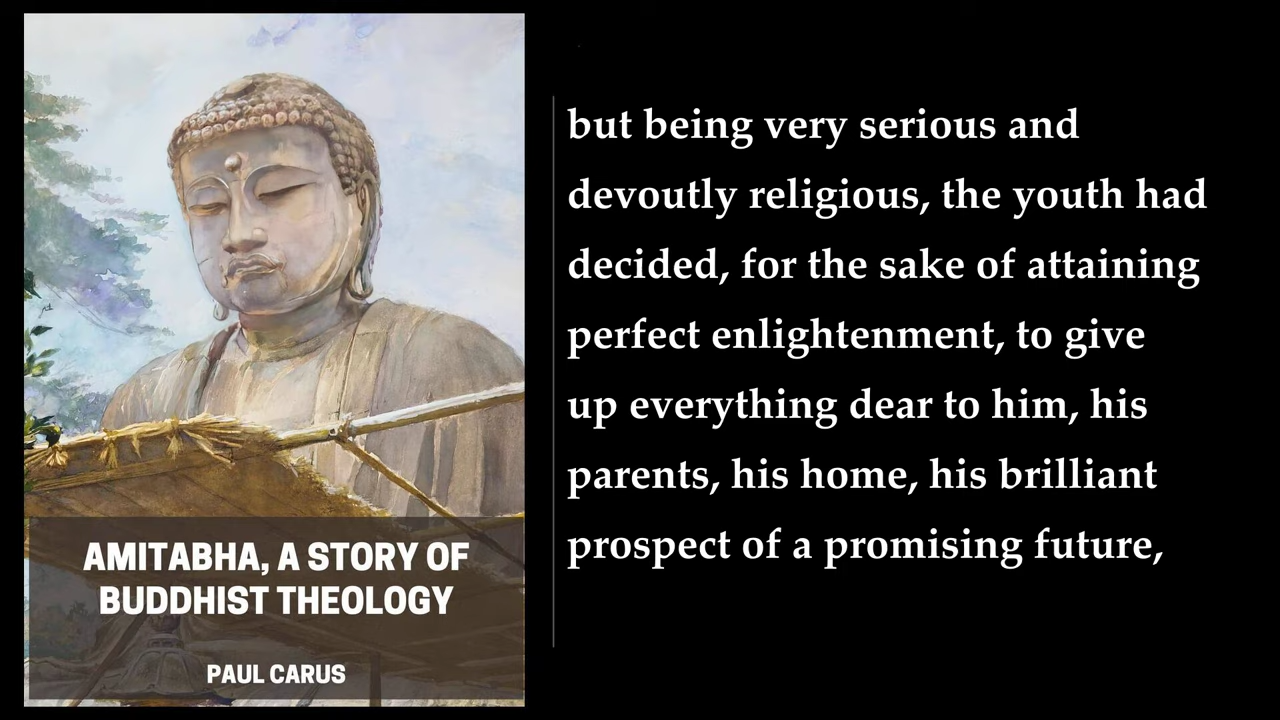 AMITABHA, A STORY OF
BUDDHIST THEOLOGY
PAUL CARUS
but being very serious and
devoutly religious, the youth had
decided, for the sake of attaining
perfect enlightenment, to give
up everything dear to him, his
parents, his home, his brilliant
prospect of a promising future,